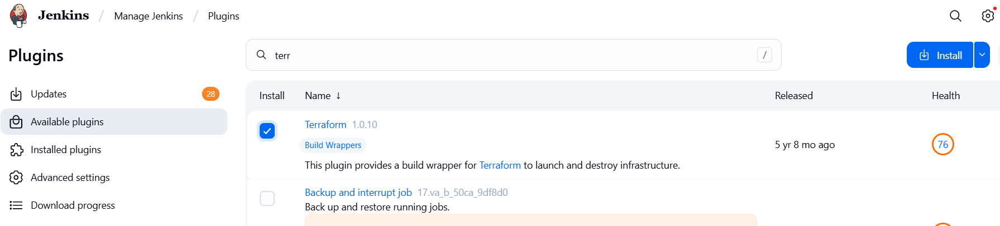 Jenkins / Manage Jenkins / Plugins
Plugins
terr
/
Install
Updates
28
Available plugins
Installed plugins
Advanced settings
Download progress
Install Name ↓ Released Health
Terraform 1.0.10
Build Wrappers
This plugin provides a build wrapper for Terraform to launch and destroy infrastructure.
5 yr 8 mo ago
76
Backup and interrupt job 17.va_b_50ca_9df8d0
Back up and restore running jobs.